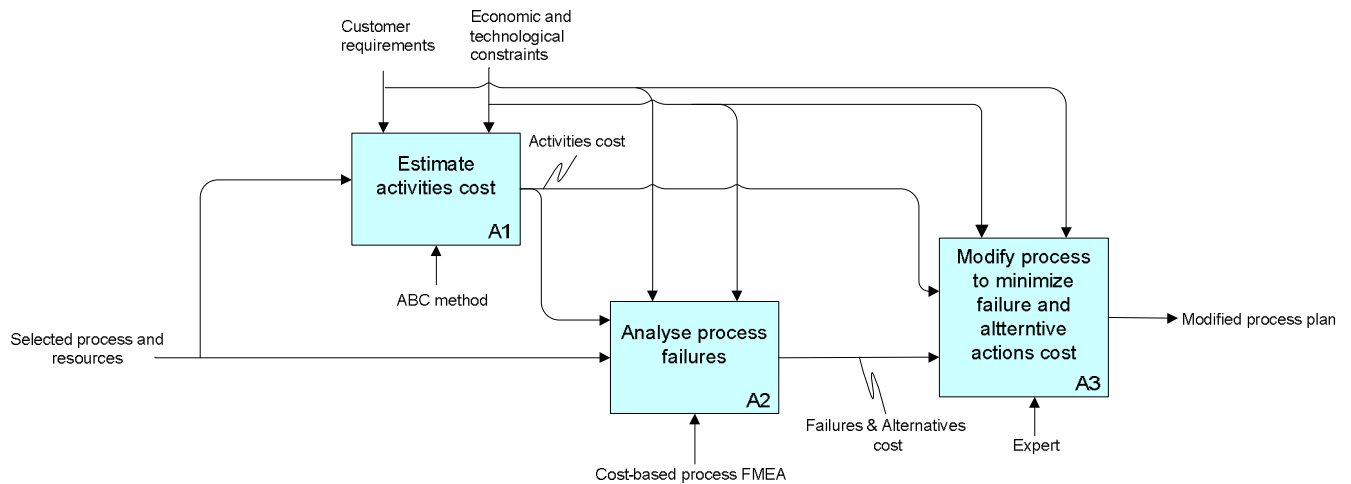 Customer
requirements
Economic and
technological
constraints
Estimate
activities cost
A1
Activities cost
ABC method
Selected process and
resources
Analyse process
failures
A2
Cost-based process FMEA
Failures & Alternatives
cost
Modify process
to minimize
failure and
altterntive
actions cost
A3
Expert
Modified process plan